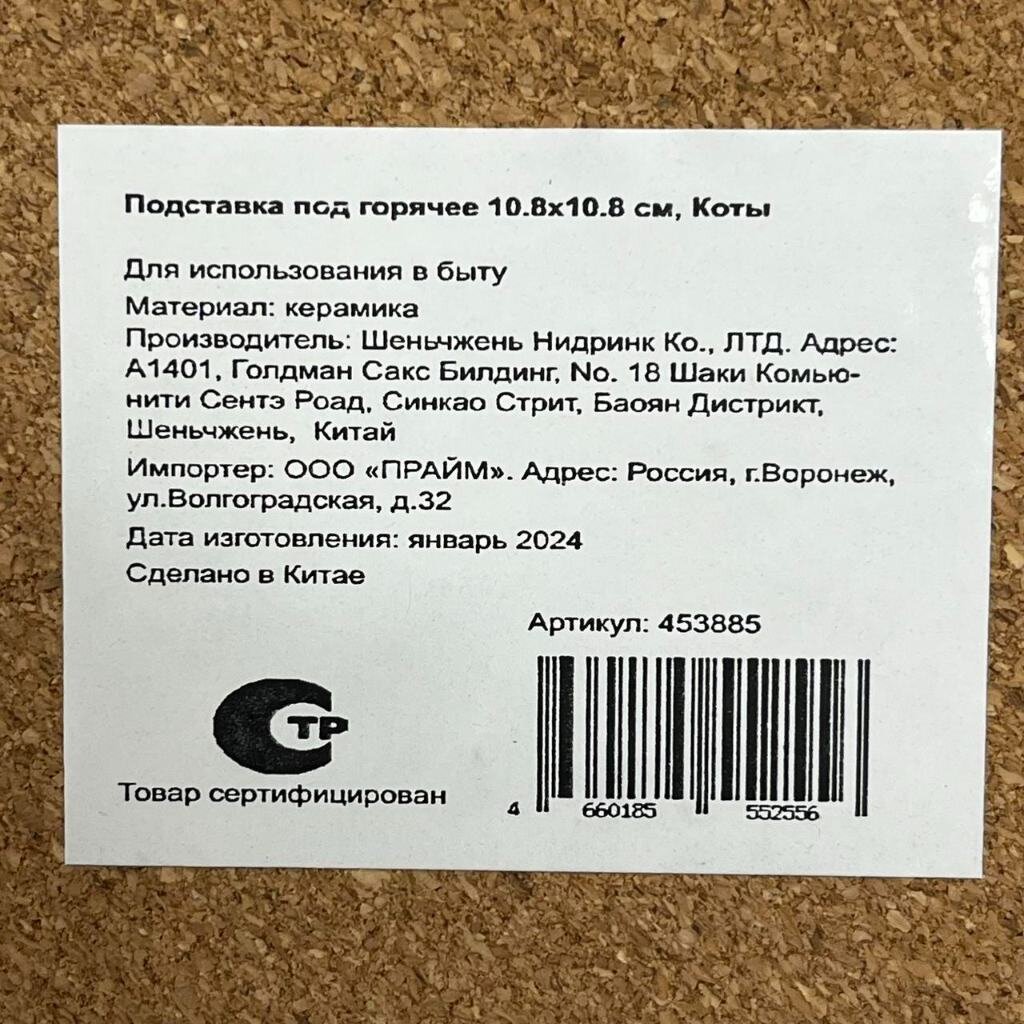 Подставка под горячее 10.8х10.8 см, Коты
Для использования в быту
Материал: керамика
Производитель: Шеньчжень Нидринк Ко., ЛТД. Адрес:
А1401, Голдман Сакс Билдинг, No. 18 Шаки Комью-
нити Сентэ Роад, Синкао Стрит, Баоян Дистрикт,
Шеньчжень, Китай
Импортер: ООО «ПРАЙМ». Адрес: Россия, г.Воронеж,
ул.Волгоградская, д.32
Дата изготовления: январь 2024
Сделано в Китае
Артикул: 453885
СТР
Товар сертифицирован
4 660185 552556